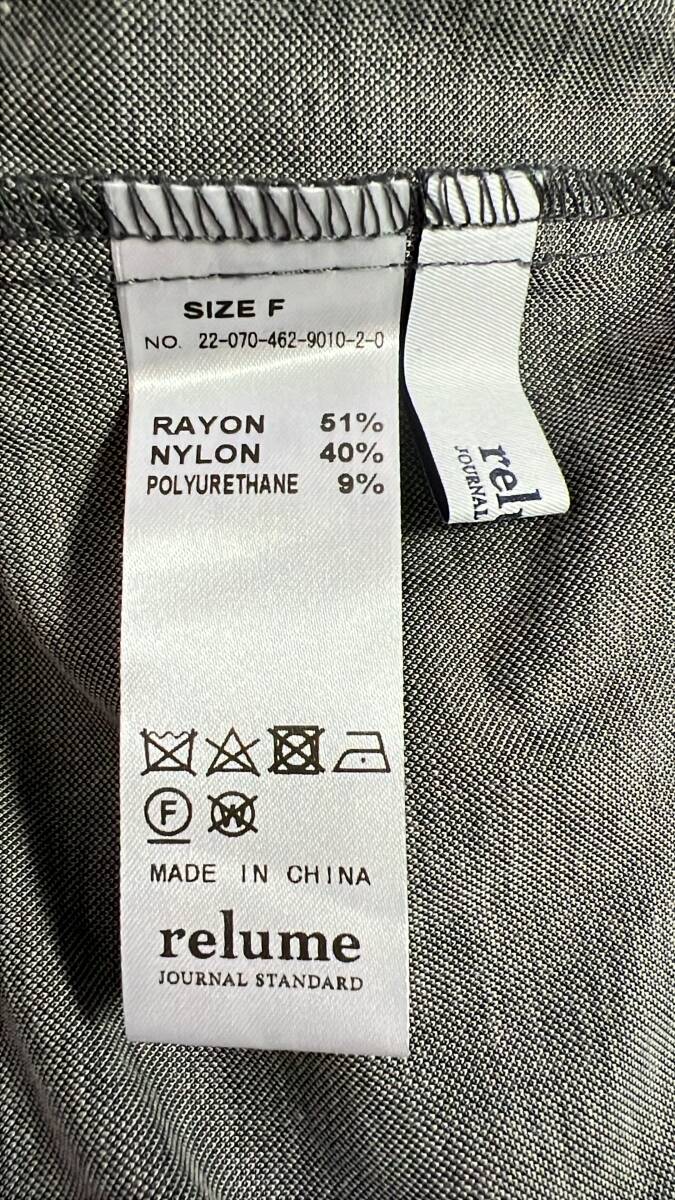 SIZE F
NO. 22-070-462-9010-2-0
RAYON 51%
NYLON 40%
POLYURETHANE 9%
F
W
MADE IN CHINA
relume
JOURNAL STANDARD
rel
JOURNAL